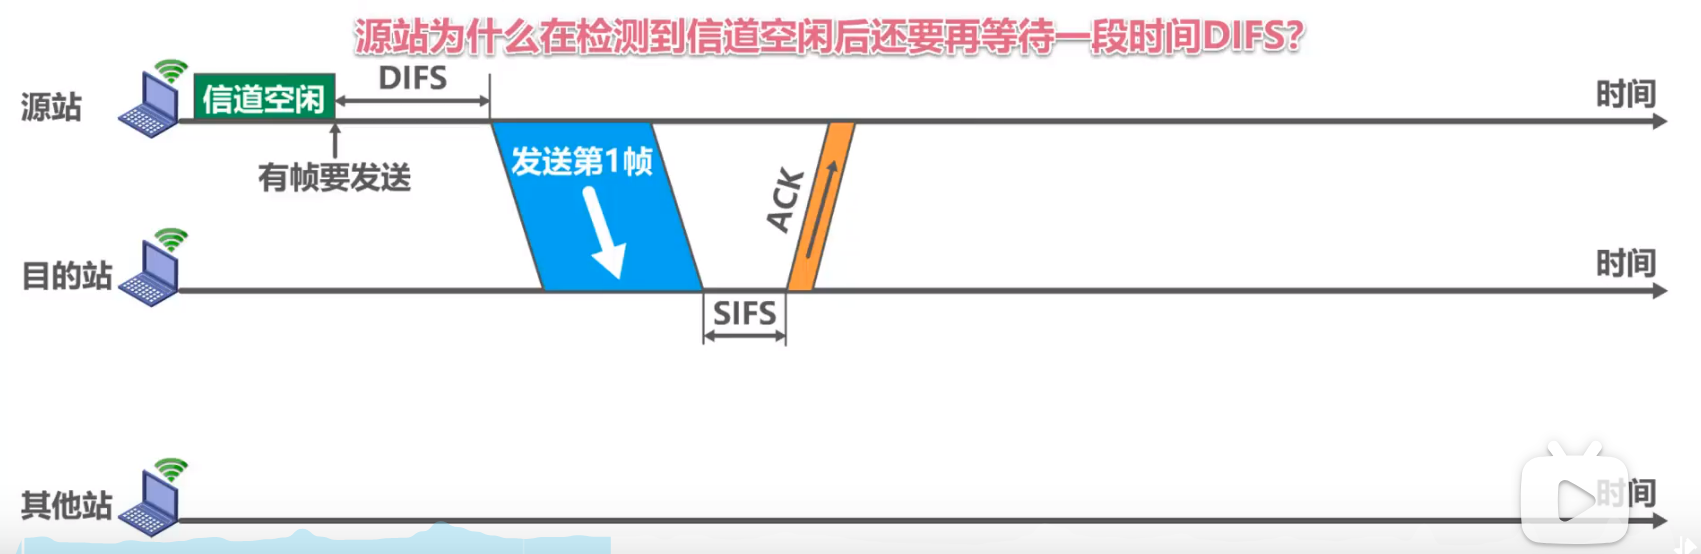 源站为什么在检测到信道空闲后还要再等待一段时间DIFS?
源站
信道空闲
DIFS
时间
有帧要发送
发送第1帧
ACK
目的站
时间
SIFS
其他站
时间